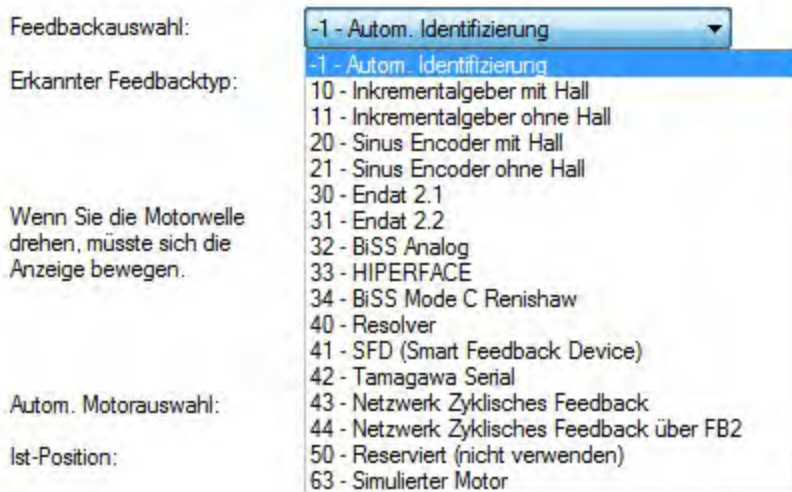 Feedbackauswahl:
-1 - Autom. Identifizierung
-1 - Autom. Identifizierung
Erkannter Feedbacktyp:
10 - Inkrementalgeber mit Hall
11 - Inkrementalgeber ohne Hall
20 - Sinus Encoder mit Hall
21 - Sinus Encoder ohne Hall
30 - Endat 2.1
31 - Endat 2.2
32 - BiSS Analog
33 - HIPERFACE
34 - BiSS Mode C Renishaw
40 - Resolver
41 - SFD (Smart Feedback Device)
42 - Tamagawa Serial
43 - Netzwerk Zyklisches Feedback
44 - Netzwerk Zyklisches Feedback über FB2
50 - Reserviert (nicht verwenden)
63 - Simulierter Motor
Wenn Sie die Motorwelle
drehen, müsste sich die
Anzeige bewegen.
Autom. Motorauswahl:
Ist-Position: